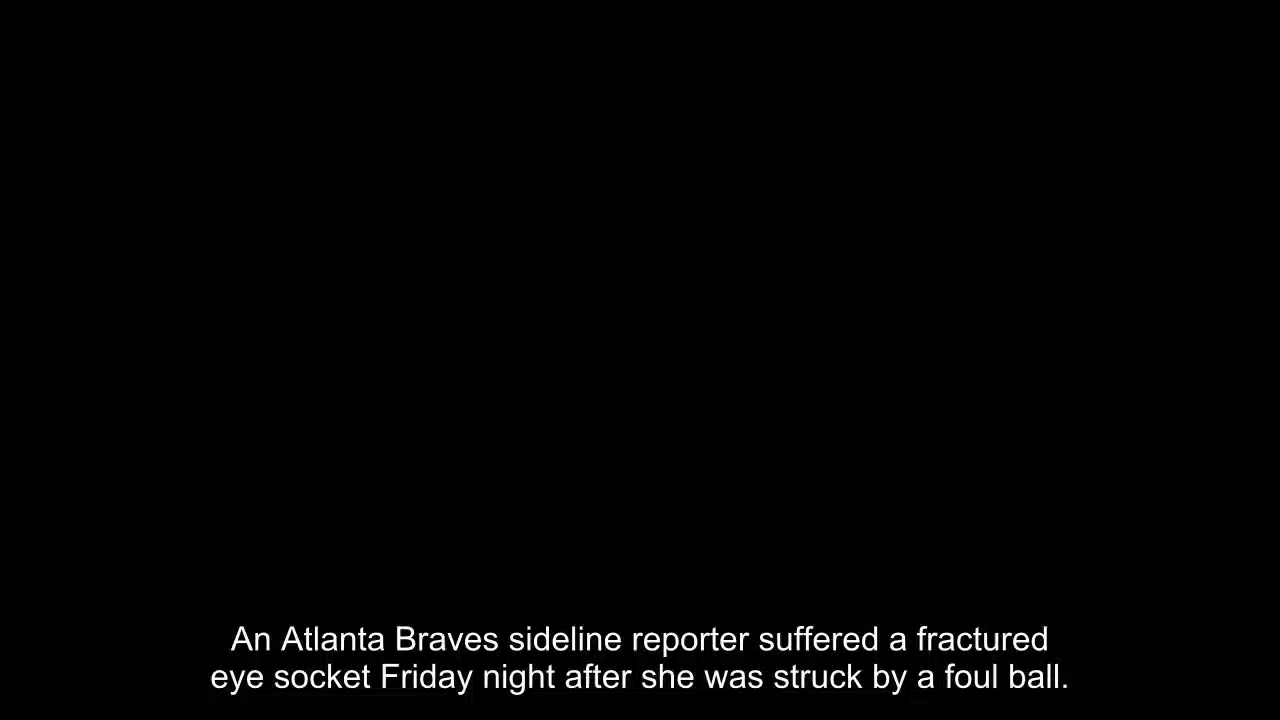 An Atlanta Braves sideline reporter suffered a fractured
eye socket Friday night after she was struck by a foul ball.